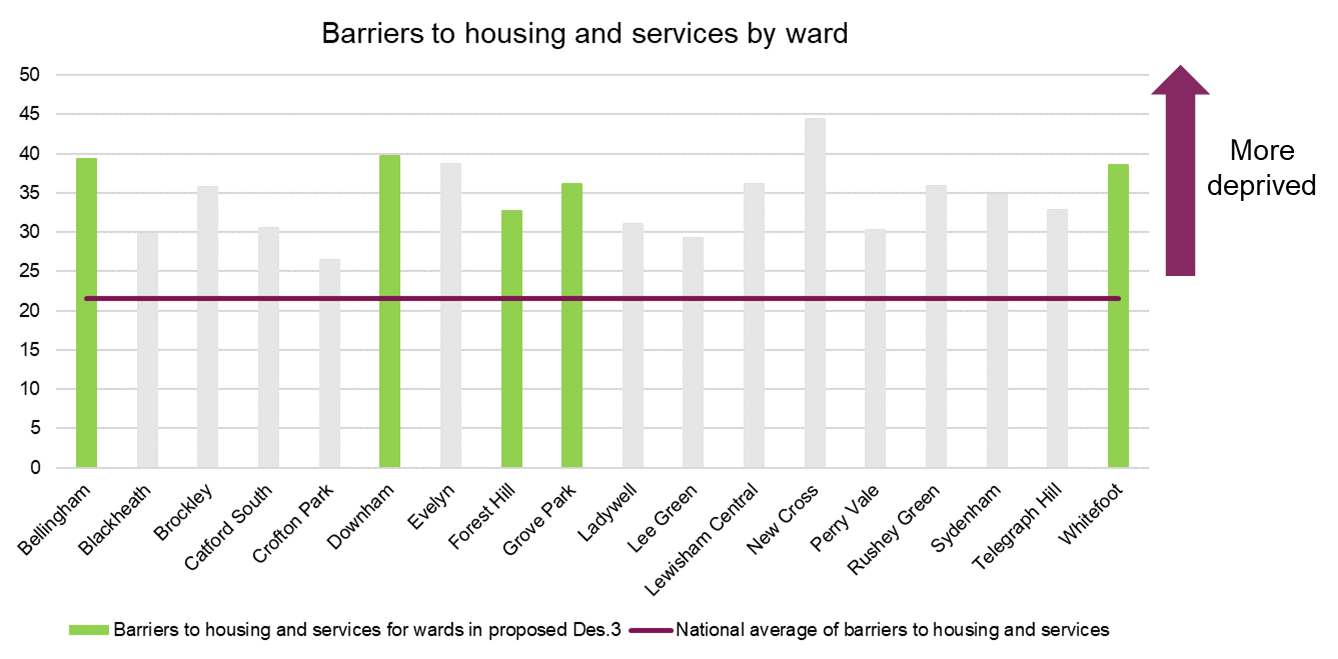 Barriers to housing and services by ward
50
45
40
35
30
25
20
15
10
5
0
More
deprived
Bellingham
Blackheath
Brockley
Catford South
Crofton Park
Downham
Evelyn
Forest Hill
Grove Park
Ladywell
Lee Green
Lewisham Central
New Cross
Perry Vale
Rushey Green
Sydenham
Telegraph Hill
Whitefoot
Barriers to housing and services for wards in proposed Des.3
National average of barriers to housing and services